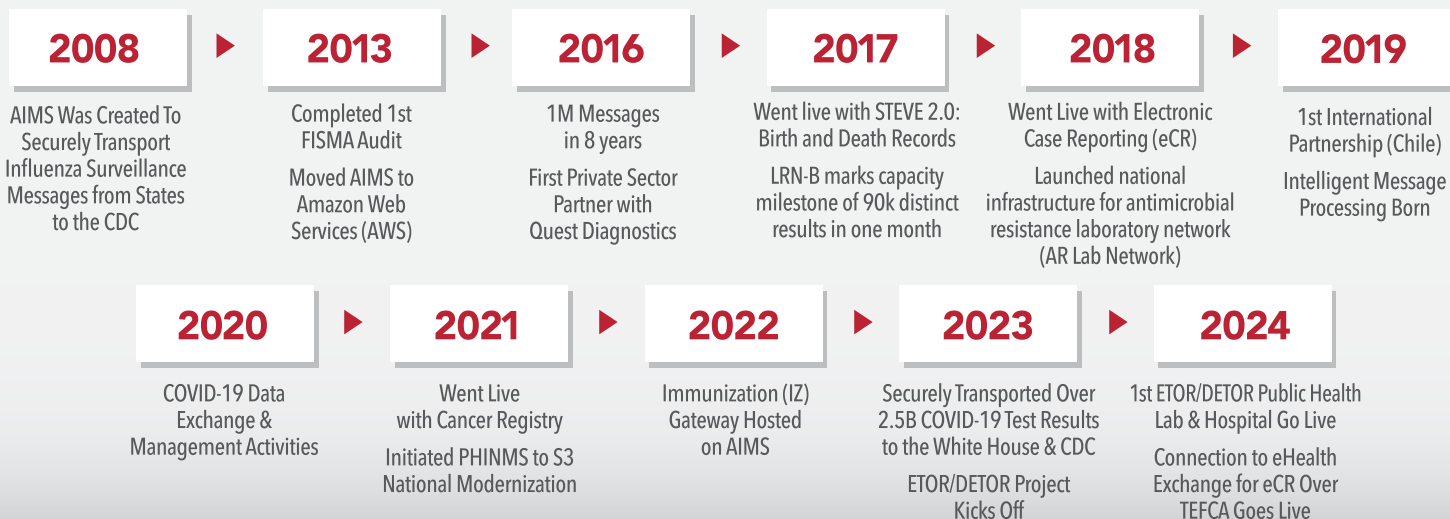 2008
AIMS Was Created To
Securely Transport
Influenza Surveillance
Messages from States
to the CDC
2013
Completed 1st
FISMA Audit
Moved AIMS to
Amazon Web
Services (AWS)
2016
1M Messages
in 8 years
First Private Sector
Partner with
Quest Diagnostics
2017
Went live with STEVE 2.0:
Birth and Death Records
LRN-B marks capacity
milestone of 90k distinct
results in one month
2018
Went Live with Electronic
Case Reporting (eCR)
Launched national
infrastructure for antimicrobial
resistance laboratory network
(AR Lab Network)
2019
1st International
Partnership (Chile)
Intelligent Message
Processing Born
2020
COVID-19 Data
Exchange &
Management Activities
2021
Went Live
with Cancer Registry
Initiated PHINMS to S3
National Modernization
2022
Immunization (IZ)
Gateway Hosted
on AIMS
2023
Securely Transported Over
2.5B COVID-19 Test Results
to the White House & CDC
ETOR/DETOR Project
Kicks Off
2024
1st ETOR/DETOR Public Health
Lab & Hospital Go Live
Connection to eHealth
Exchange for eCR Over
TEFCA Goes Live